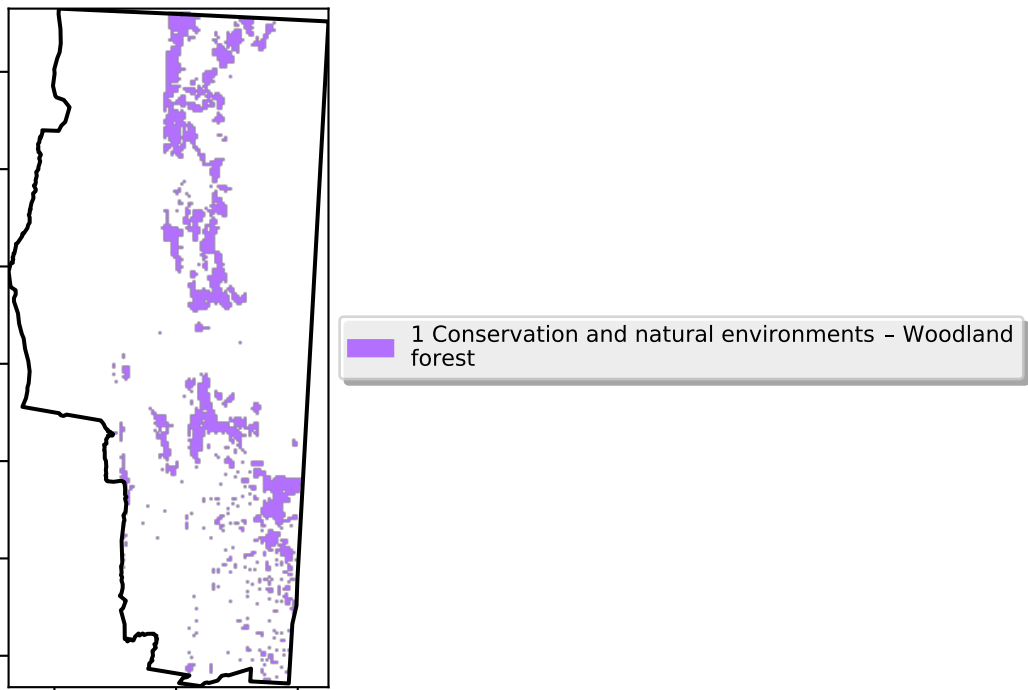 1 Conservation and natural environments – Woodland
forest